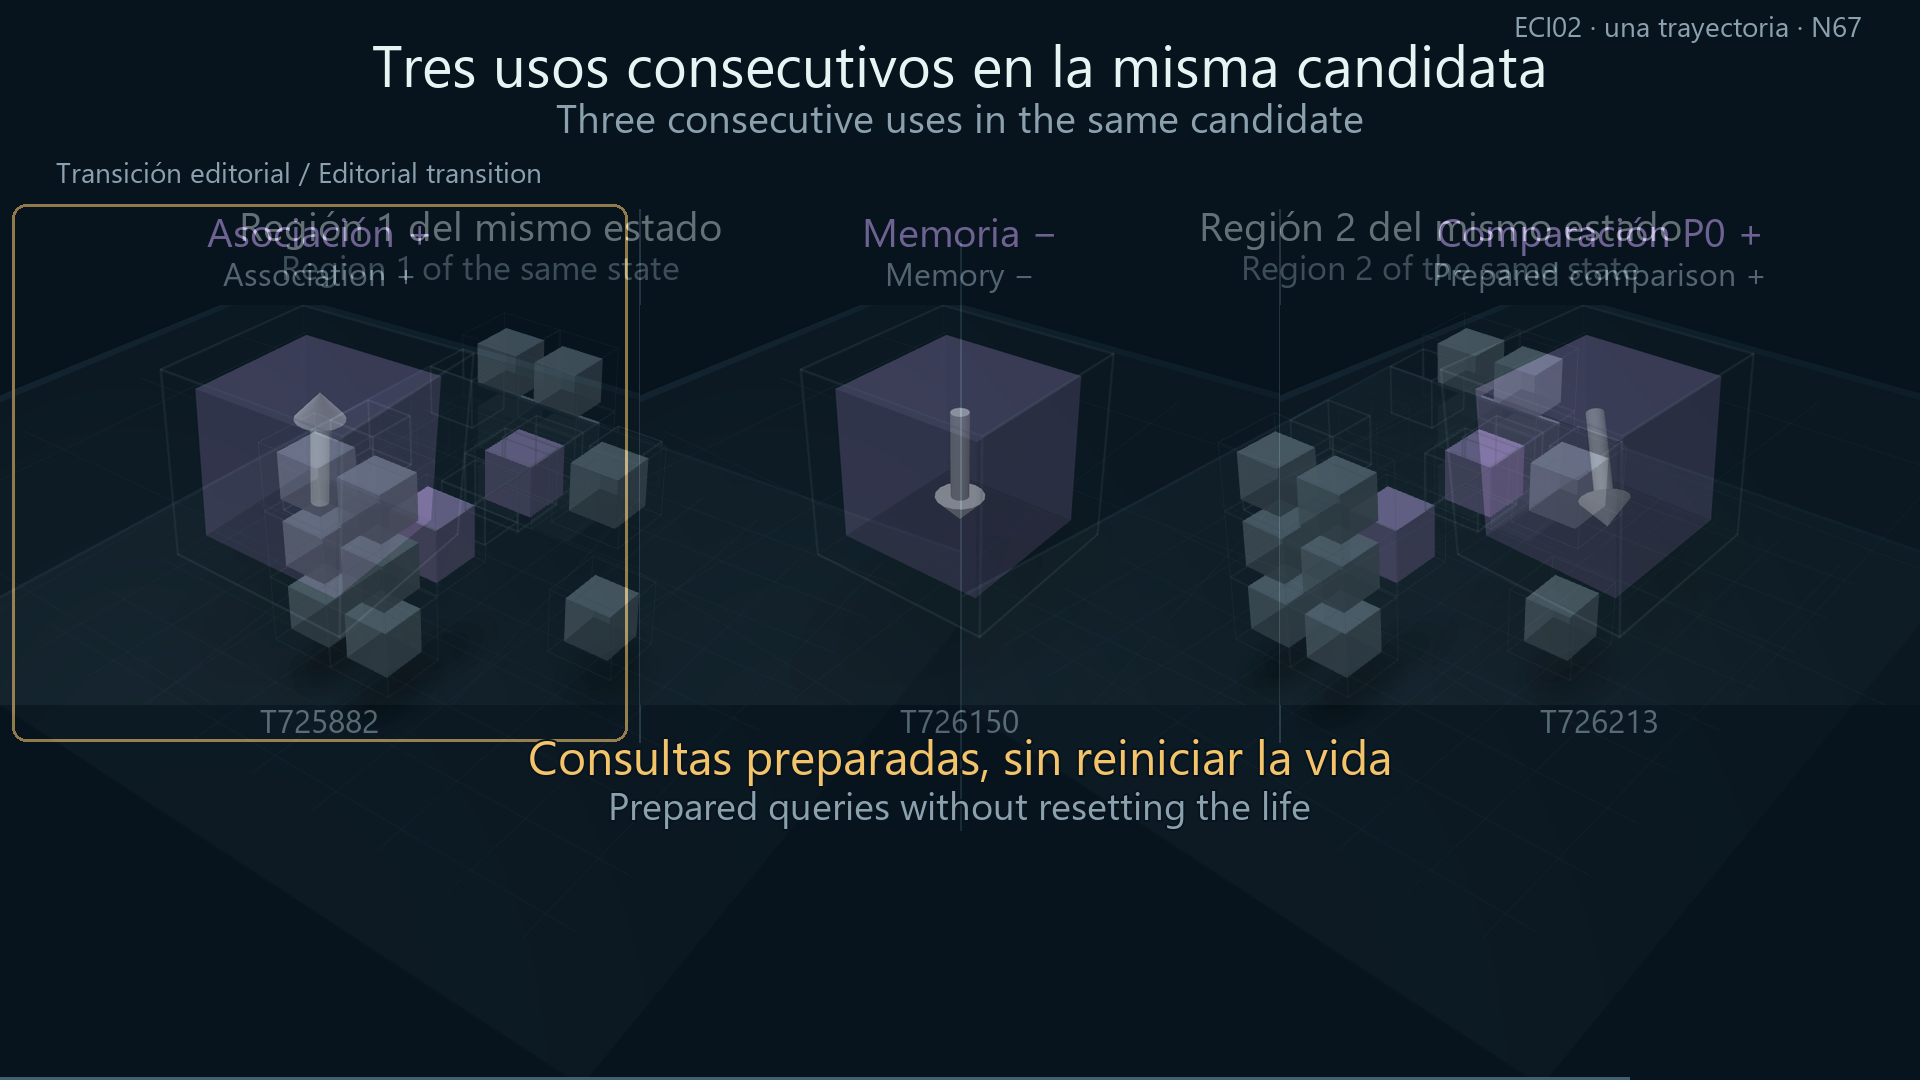 ECI02 · una trayectoria · N67
Tres usos consecutivos en la misma candidata
Three consecutive uses in the same candidate
Transición editorial / Editorial transition
Asociación +
Association +
Región 1 del mismo estado
Region 1 of the same state
Memoria −
Memory −
Región 2 del mismo estado
Region 2 of the same state
Comparación P0 +
Prepared comparison +
T725882
T726150
T726213
Consultas preparadas, sin reiniciar la vida
Prepared queries without resetting the life